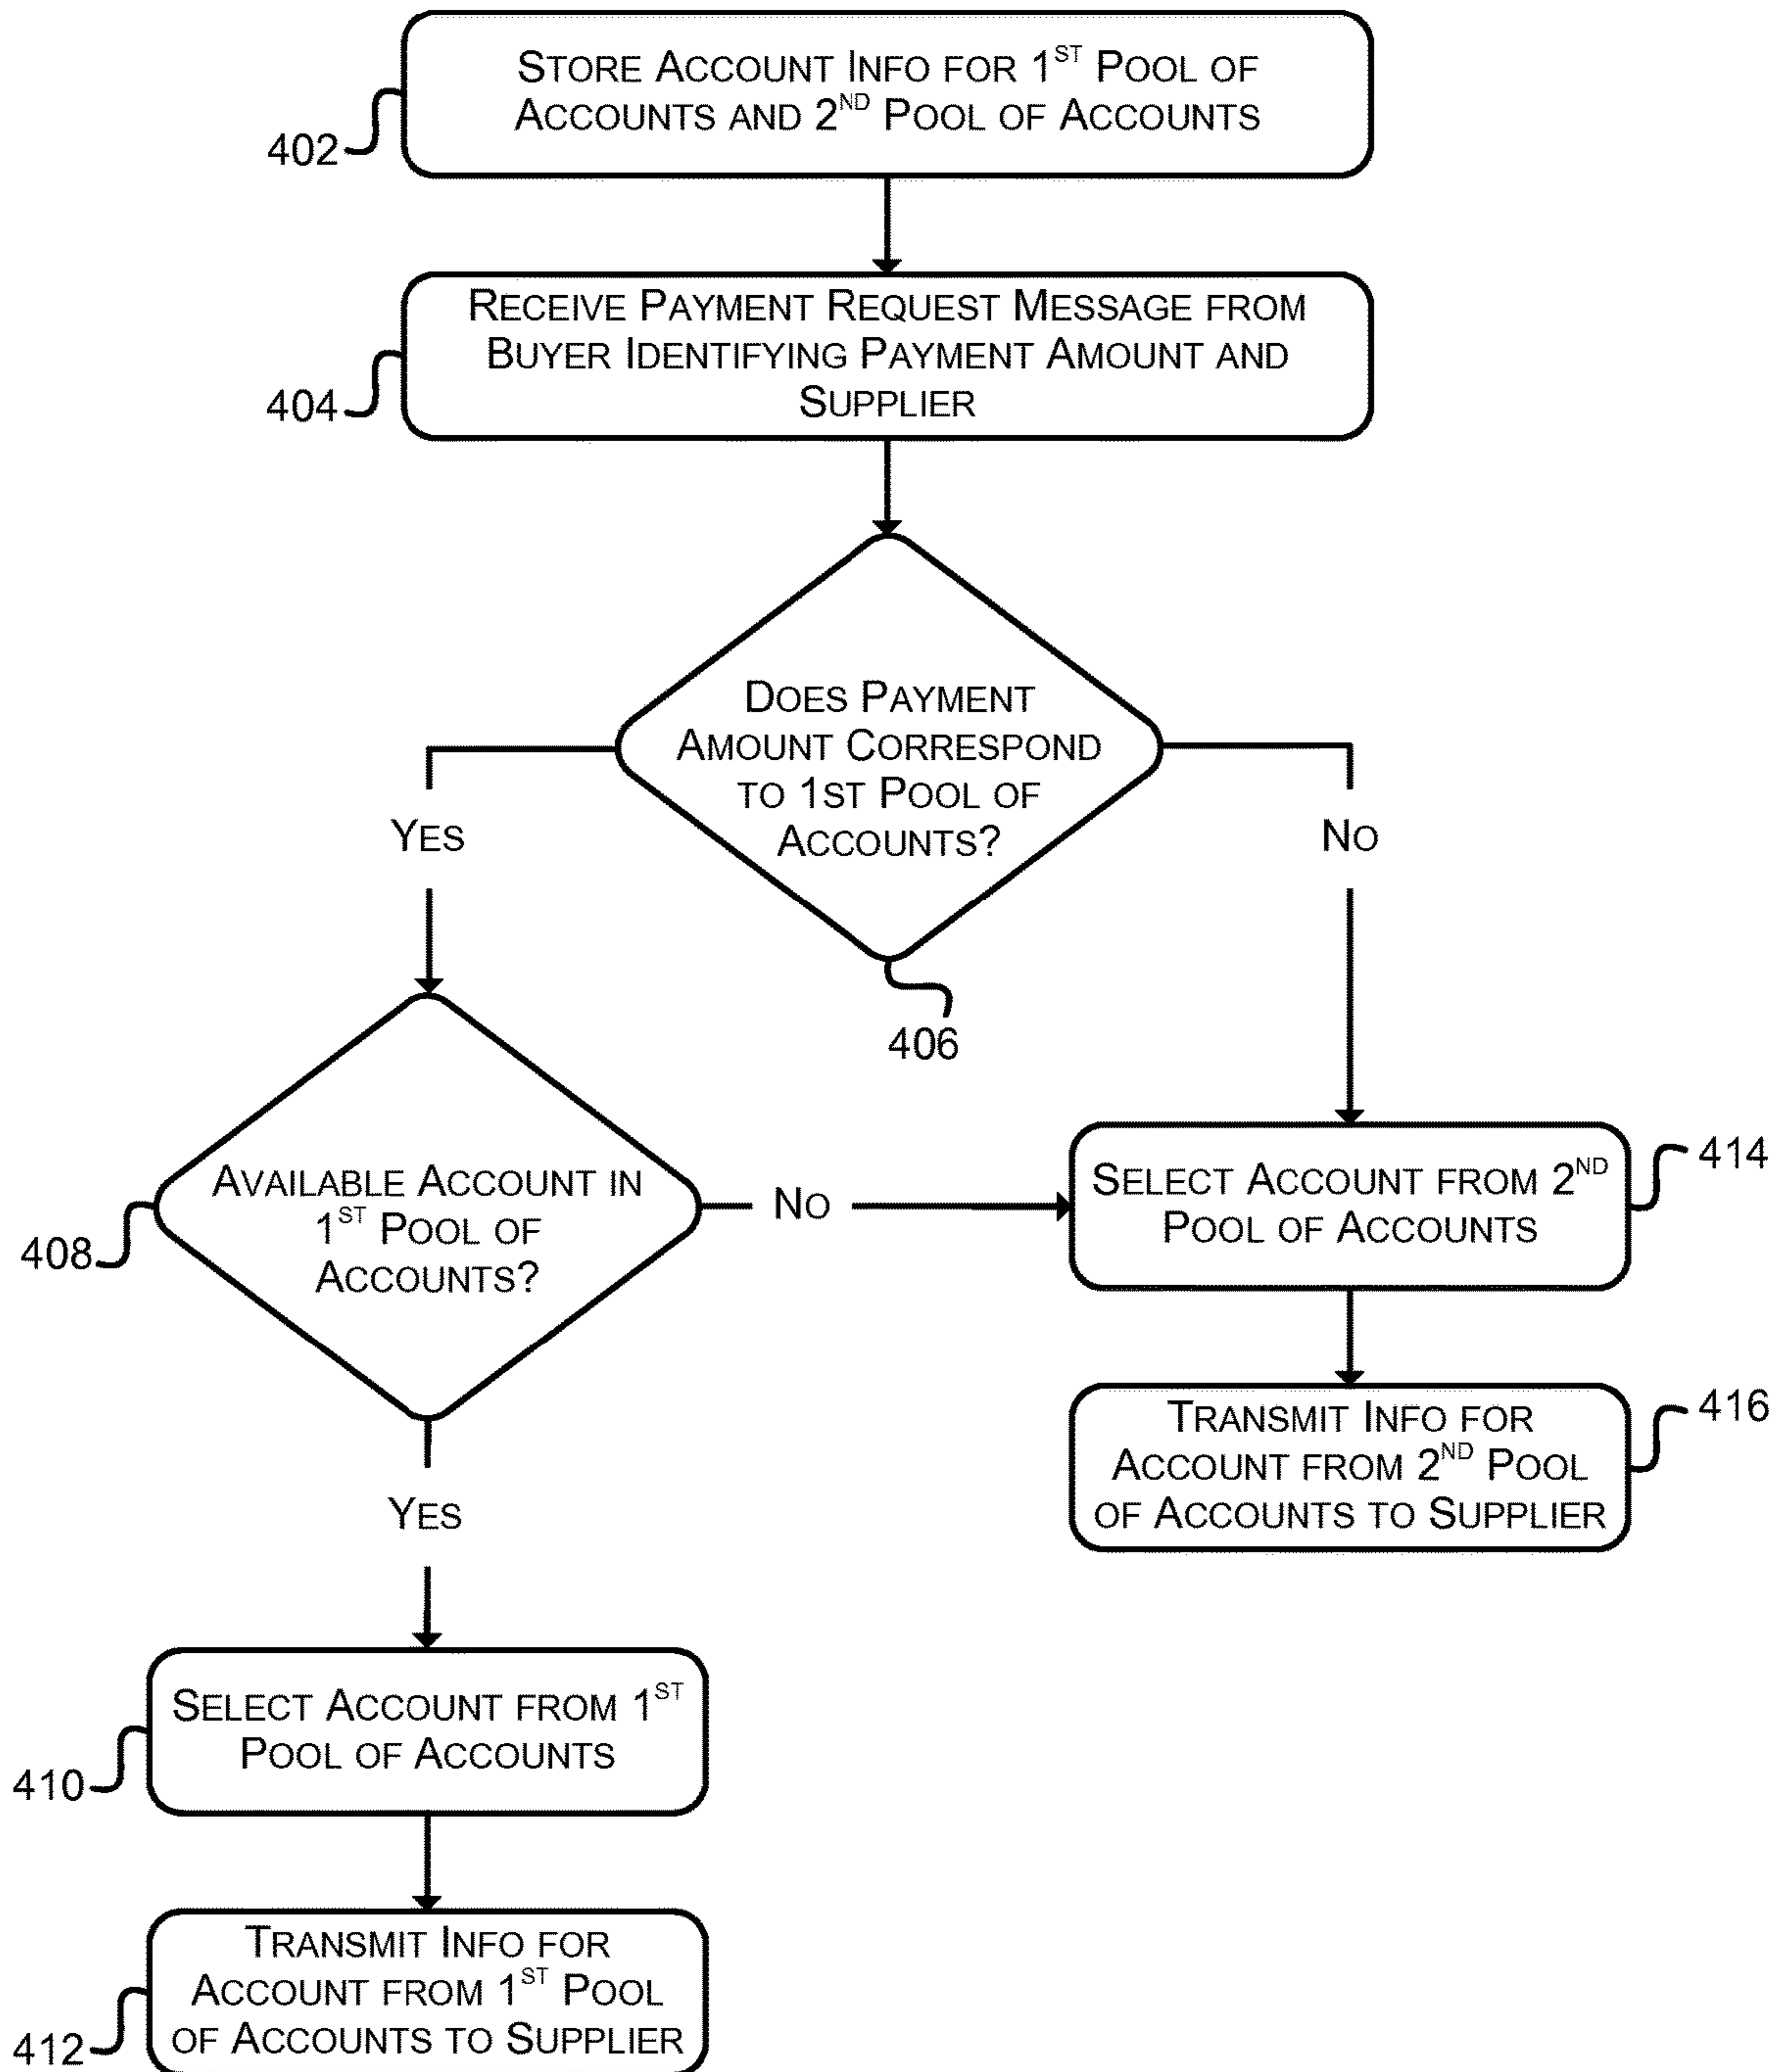 STORE ACCOUNT INFO FOR 1ST POOL OF
ACCOUNTS AND 2ND POOL OF ACCOUNTS
402
RECEIVE PAYMENT REQUEST MESSAGE FROM
BUYER IDENTIFYING PAYMENT AMOUNT AND
SUPPLIER
404
DOES PAYMENT
AMOUNT CORRESPOND
TO 1ST POOL OF
ACCOUNTS?
YES
NO
406
AVAILABLE ACCOUNT IN
1ST POOL OF
ACCOUNTS?
408
NO
SELECT ACCOUNT FROM 2ND
POOL OF ACCOUNTS
414
TRANSMIT INFO FOR
ACCOUNT FROM 2ND POOL
OF ACCOUNTS TO SUPPLIER
416
YES
SELECT ACCOUNT FROM 1ST
POOL OF ACCOUNTS
410
TRANSMIT INFO FOR
ACCOUNT FROM 1ST POOL
OF ACCOUNTS TO SUPPLIER
412